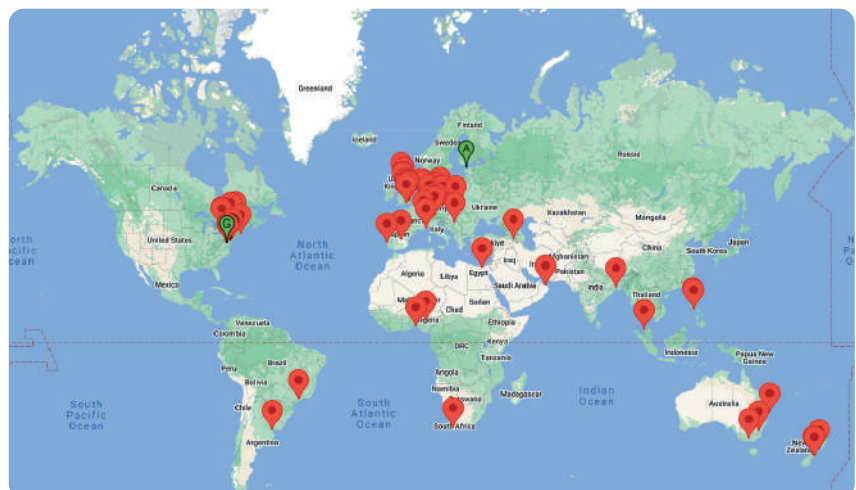 Greenland
Iceland
Finland
Sweden
A
Norway
Russia
Canada
Ukraine
Kazakhstan
Mongolia
G
United States
North
Atlantic
Ocean
Italy
Iraq
Afghanistan
Pakistan
China
South Korea
Japan
Mexico
Algeria
Libya
Egypt
Saudi Arabia
India
Thailand
Chad
Sudan
Ethiopia
Kenya
DRC
Tanzania
Venezuela
Colombia
Peru
Brazil
Bolivia
Chile
Argentina
Indonesia
Papua New
Guinea
Angola
Namibia
Botswana
Madagascar
South Africa
South
Pacific
Ocean
South
Atlantic
Ocean
Indian
Ocean
Australia
New
Zealand